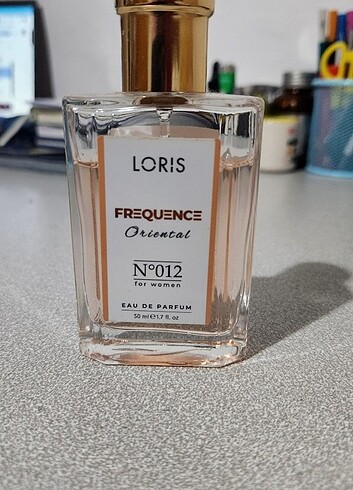 LORIS
FREQUENCE
Oriental
N°012
for women
EAU DE PARFUM
50 ml e 1.7 fl. oz